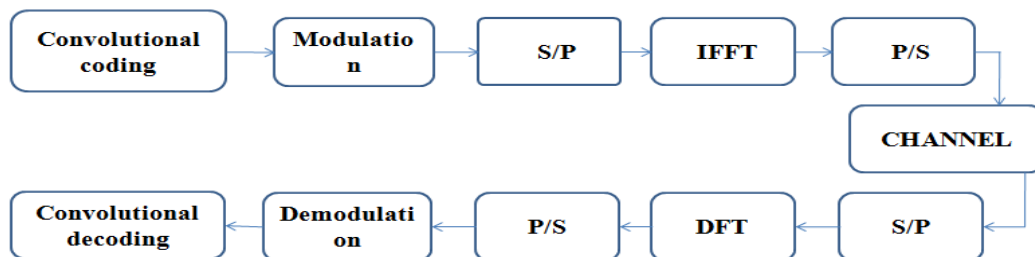 Convolutional
coding
Modulatio
n
S/P
IFFT
P/S
CHANNEL
Convolutional
decoding
Demodulati
on
P/S
DFT
S/P